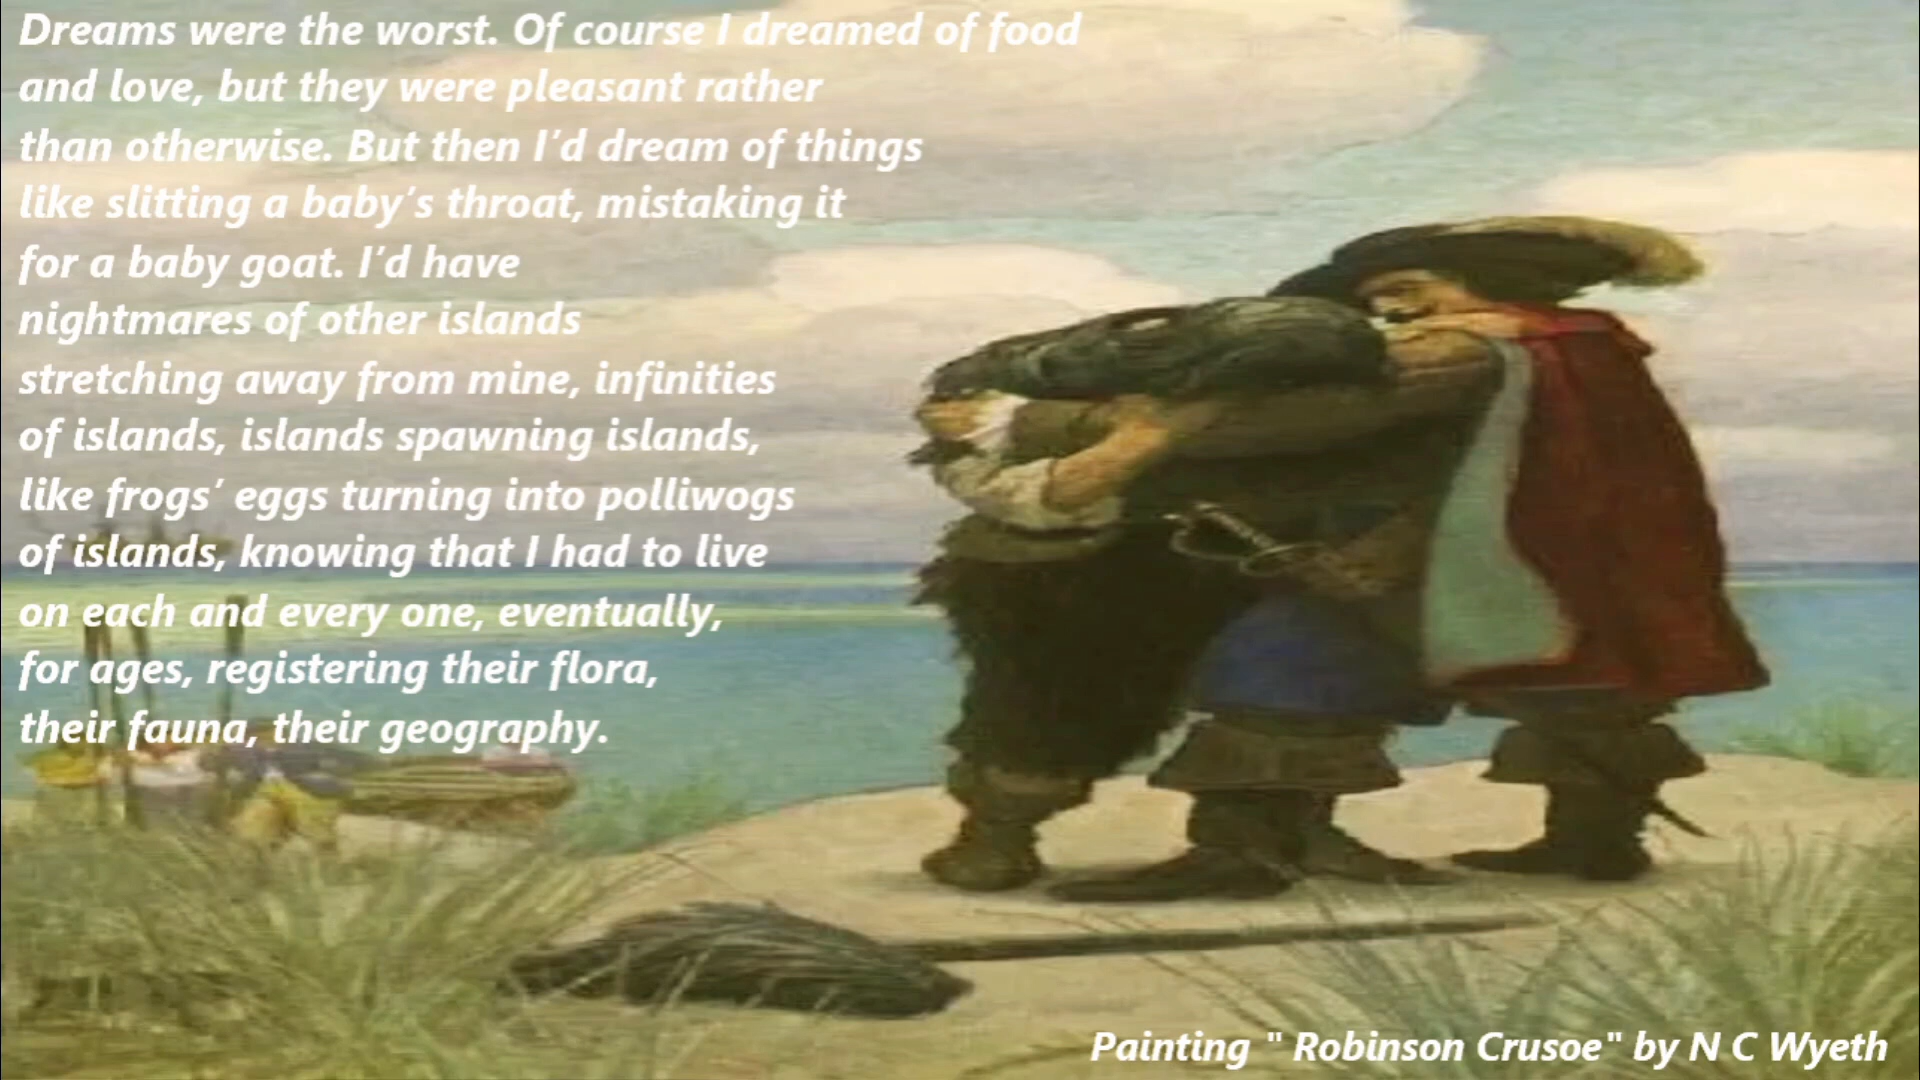 Dreams were the worst. Of course I dreamed of food
and love, but they were pleasant rather
than otherwise. But then I’d dream of things
like slitting a baby’s throat, mistaking it
for a baby goat. I’d have
nightmares of other islands
stretching away from mine, infinities
of islands, islands spawning islands,
like frogs’ eggs turning into polliwogs
of islands, knowing that I had to live
on each and every one, eventually,
for ages, registering their flora,
their fauna, their geography.
Painting " Robinson Crusoe" by N C Wyeth